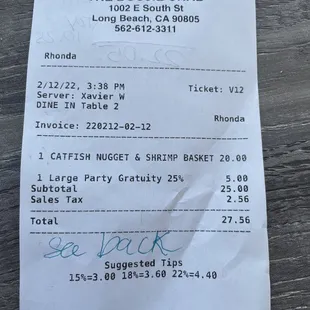 1002 E South St
Long Beach, CA 90805
562-612-3311
Rhonda
2/12/22, 3:38 PM Ticket: V12
Server: Xavier W
DINE IN Table 2
Rhonda
Invoice: 220212-02-12
1 CATFISH NUGGET & SHRIMP BASKET 20.00
1 Large Party Gratuity 25% 5.00
Subtotal 25.00
Sales Tax 2.56
Total 27.56
See back
Suggested Tips
15%=3.00 18%=3.60 22%=4.40